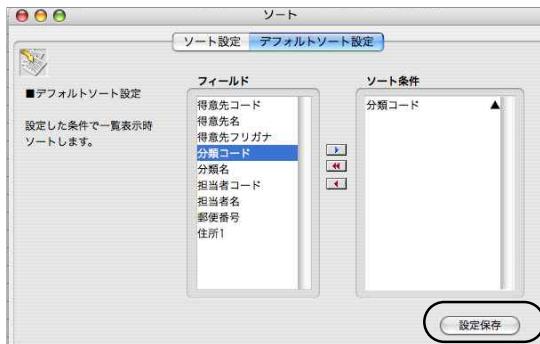 ソート
ソート設定
デフォルトソート設定
■デフォルトソート設定
設定した条件で一覧表示時
ソートします。
フィールド
得意先コード
得意先名
得意先フリガナ
分類コード
分類名
担当者コード
担当者名
郵便番号
住所1
ソート条件
分類コード ▲
設定保存